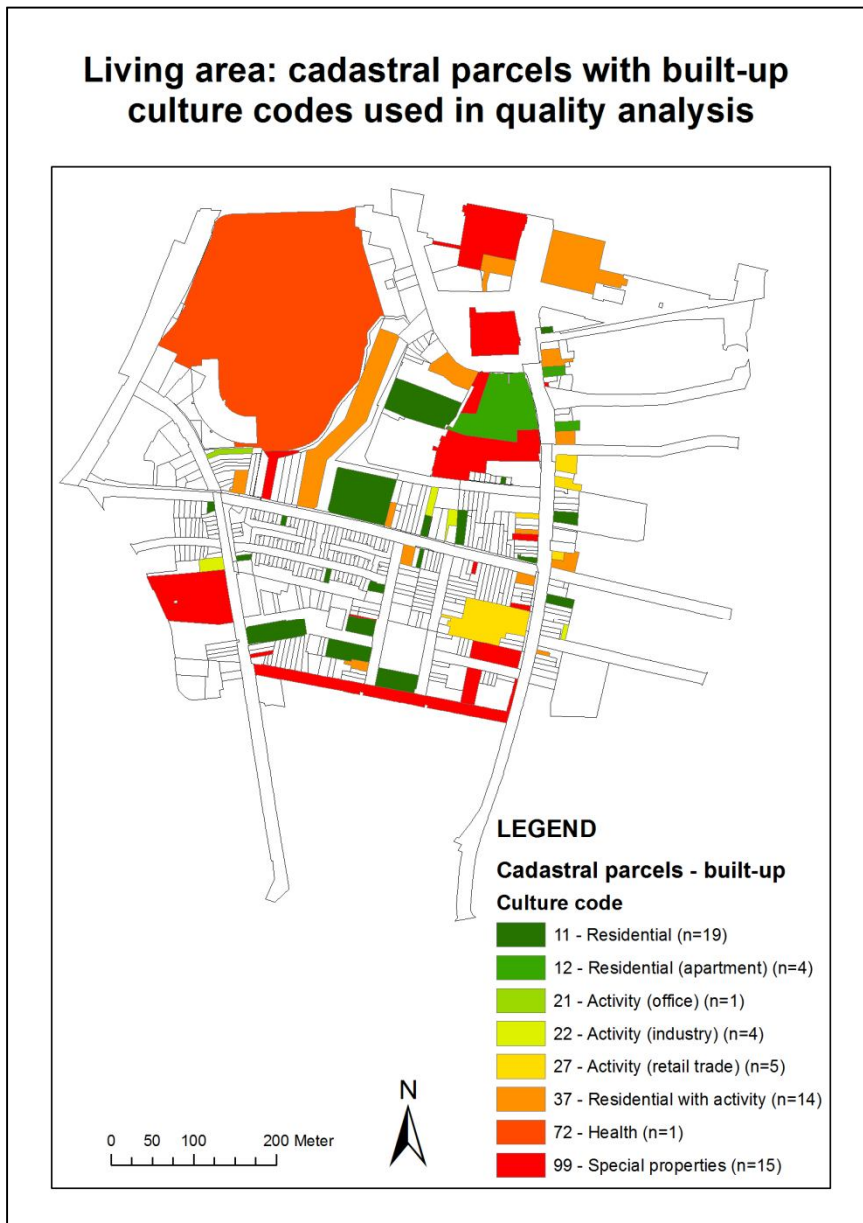 Living area: cadastral parcels with built-up
culture codes used in quality analysis
LEGEND
Cadastral parcels - built-up
Culture code
11 - Residential (n=19)
12 - Residential (apartment) (n=4)
21 - Activity (office) (n=1)
22 - Activity (industry) (n=4)
27 - Activity (retail trade) (n=5)
37 - Residential with activity (n=14)
72 - Health (n=1)
99 - Special properties (n=15)
N
0 50 100 200 Meter